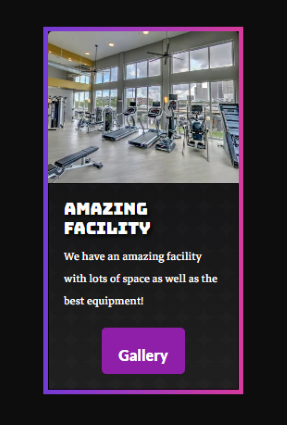 AMAZING
FACILITY
We have an amazing facility
with lots of space as well as the
best equipment!
Gallery